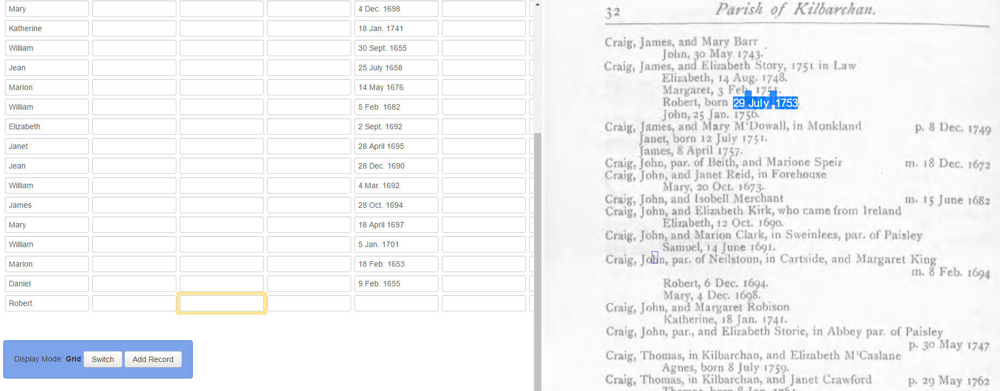 Mary 4 Dec. 1698
Katherine 18 Jan. 1741
William 30 Sept. 1655
Jean 25 July 1658
Marion 14 May 1676
William 5 Feb. 1682
Elizabeth 2 Sept. 1692
Janet 28 April 1695
Jean 28 Dec. 1690
William 4 Mar. 1692
James 28 Oct. 1694
Mary 18 April 1697
William 5 Jan. 1701
Marion 18 Feb. 1653
Daniel 9 Feb. 1655
Robert
Display Mode: Grid Switch Add Record
32 Parish of Kilbarchan.
Craig, James, and Mary Barr
John, 30 May 1743.
Craig, James, and Elizabeth Story, 1751 in Law
Elizabeth, 14 Aug. 1748.
Margaret, 3 Feb. 1751.
Robert, born 29 July 1753
John, 25 Jan. 1756.
Craig, James, and Mary M‘Dowall, in Monkland p. 8 Dec. 1749
Janet, born 12 July 1751.
James, 8 April 1757.
Craig, John, par. of Beith, and Marione Speir m. 18 Dec. 1672
Craig, John, and Janet Reid, in Forehouse
Mary, 20 Oct. 1673.
Craig, John, and Isobell Merchant m. 15 June 1682
Craig, John, and Elizabeth Kirk, who came from Ireland
Elizabeth, 12 Oct. 1690.
Craig, John, and Marion Clark, in Sweinlees, par. of Paisley
Samuel, 14 June 1691.
Craig, John, par. of Neilstoun, in Cartside, and Margaret King
m. 8 Feb. 1694
Robert, 6 Dec. 1694.
Mary, 4 Dec. 1698.
Craig, John, and Margaret Robison
Katherine, 18 Jan. 1741.
Craig, John, par., and Elizabeth Storie, in Abbey par. of Paisley
p. 30 May 1747
Craig, Thomas, in Kilbarchan, and Elizabeth M‘Caslane
Agnes, born 8 July 1759.
Craig, Thomas, in Kilbarchan, and Janet Crawford p. 29 May 1762